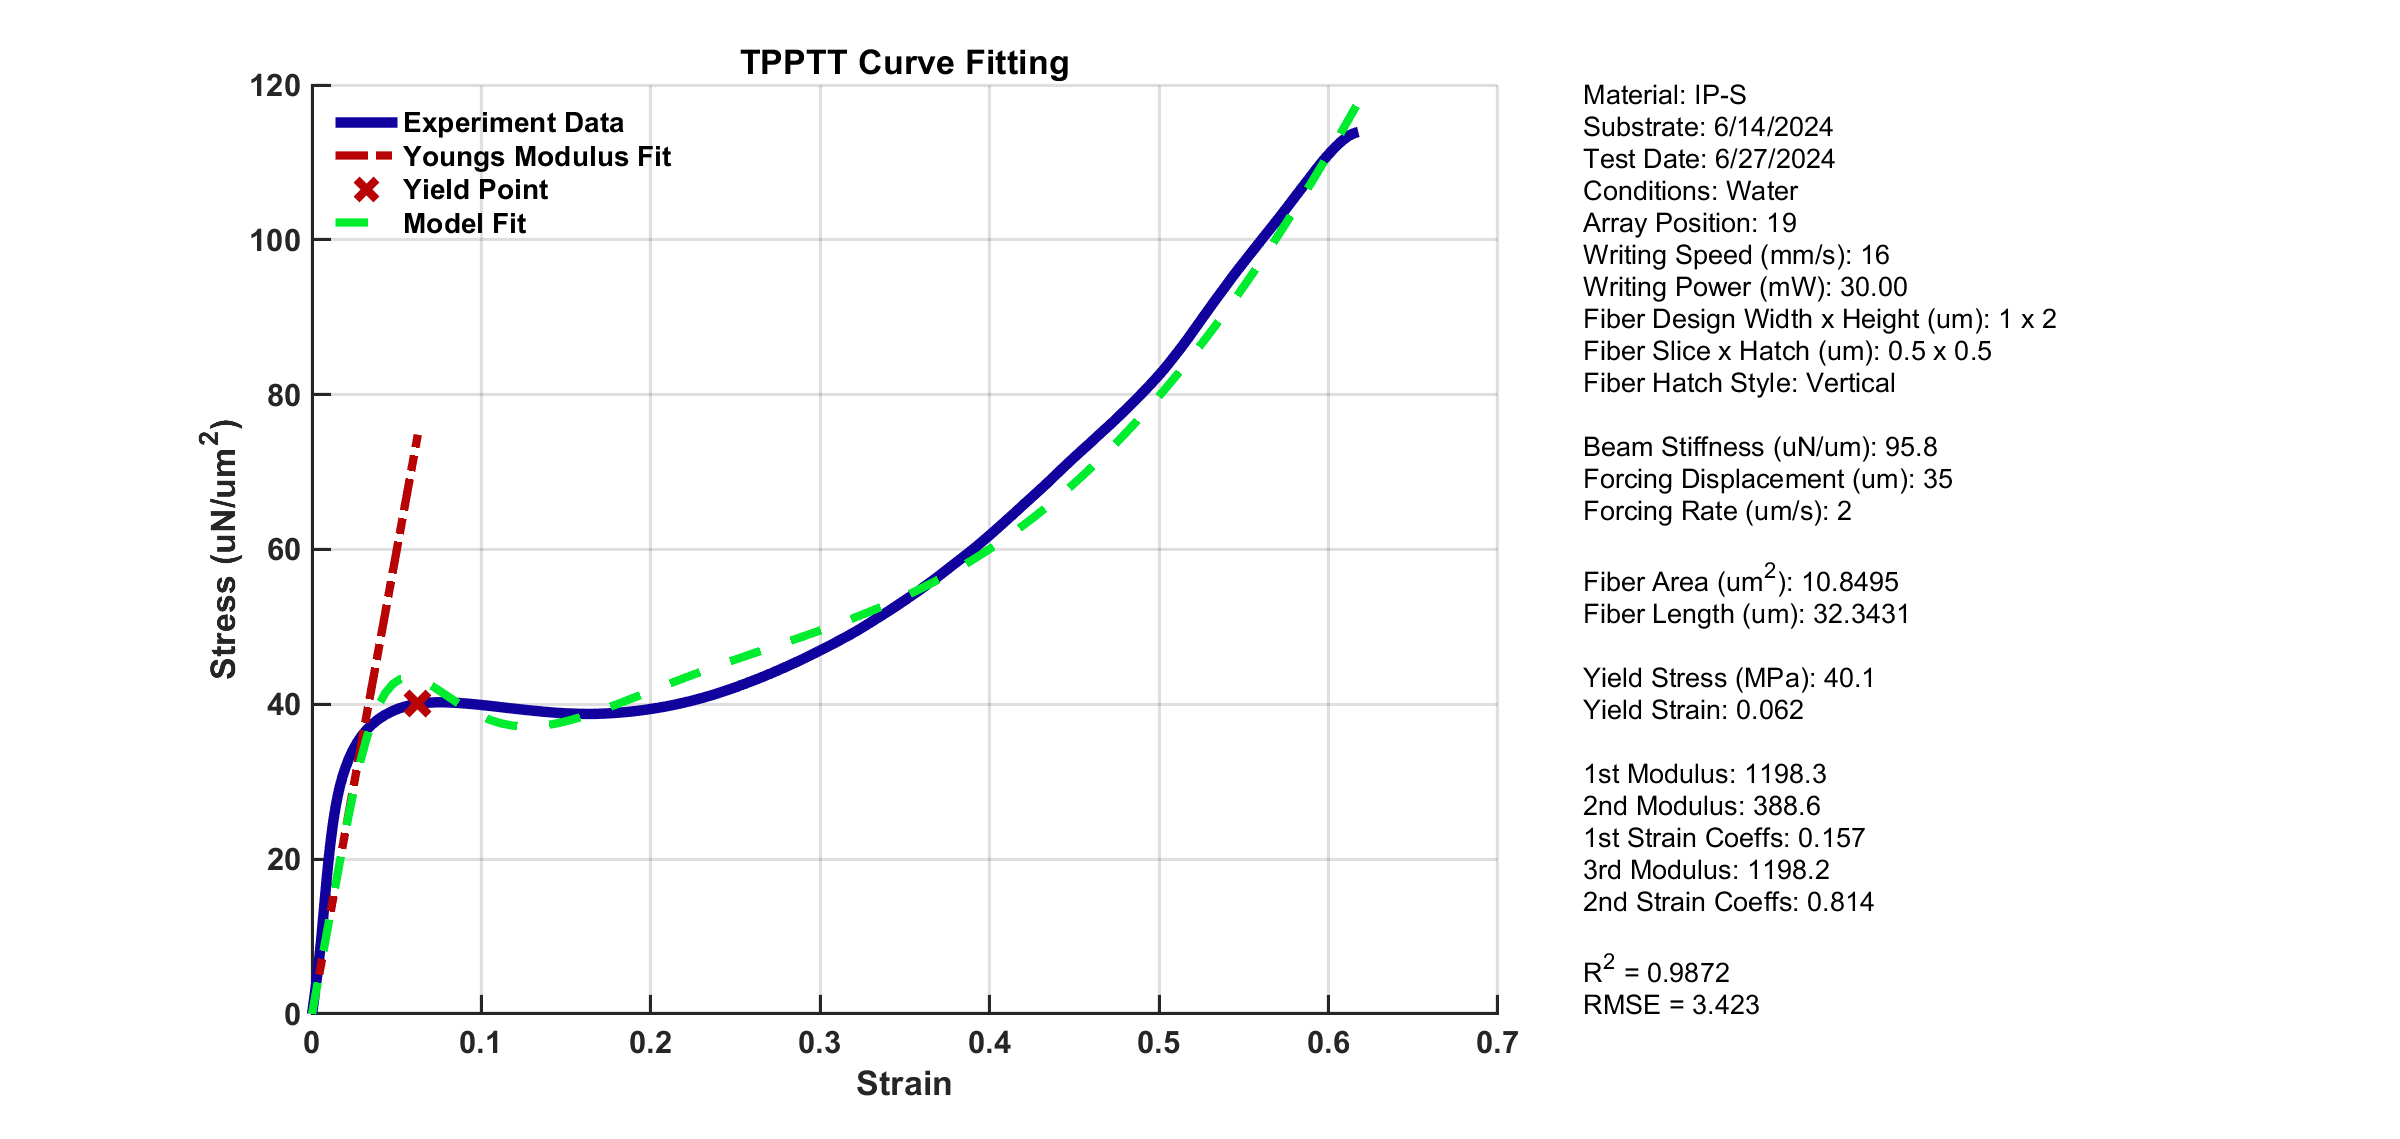 TPPTT Curve Fitting
120
100
80
60
40
20
0
Stress (uN/um2)
Experiment Data
Youngs Modulus Fit
Yield Point
Model Fit
0 0.1 0.2 0.3 0.4 0.5 0.6 0.7
Strain
Material: IP-S
Substrate: 6/14/2024
Test Date: 6/27/2024
Conditions: Water
Array Position: 19
Writing Speed (mm/s): 16
Writing Power (mW): 30.00
Fiber Design Width x Height (um): 1 x 2
Fiber Slice x Hatch (um): 0.5 x 0.5
Fiber Hatch Style: Vertical
Beam Stiffness (uN/um): 95.8
Forcing Displacement (um): 35
Forcing Rate (um/s): 2
Fiber Area (um2): 10.8495
Fiber Length (um): 32.3431
Yield Stress (MPa): 40.1
Yield Strain: 0.062
1st Modulus: 1198.3
2nd Modulus: 388.6
1st Strain Coeffs: 0.157
3rd Modulus: 1198.2
2nd Strain Coeffs: 0.814
R2 = 0.9872
RMSE = 3.423